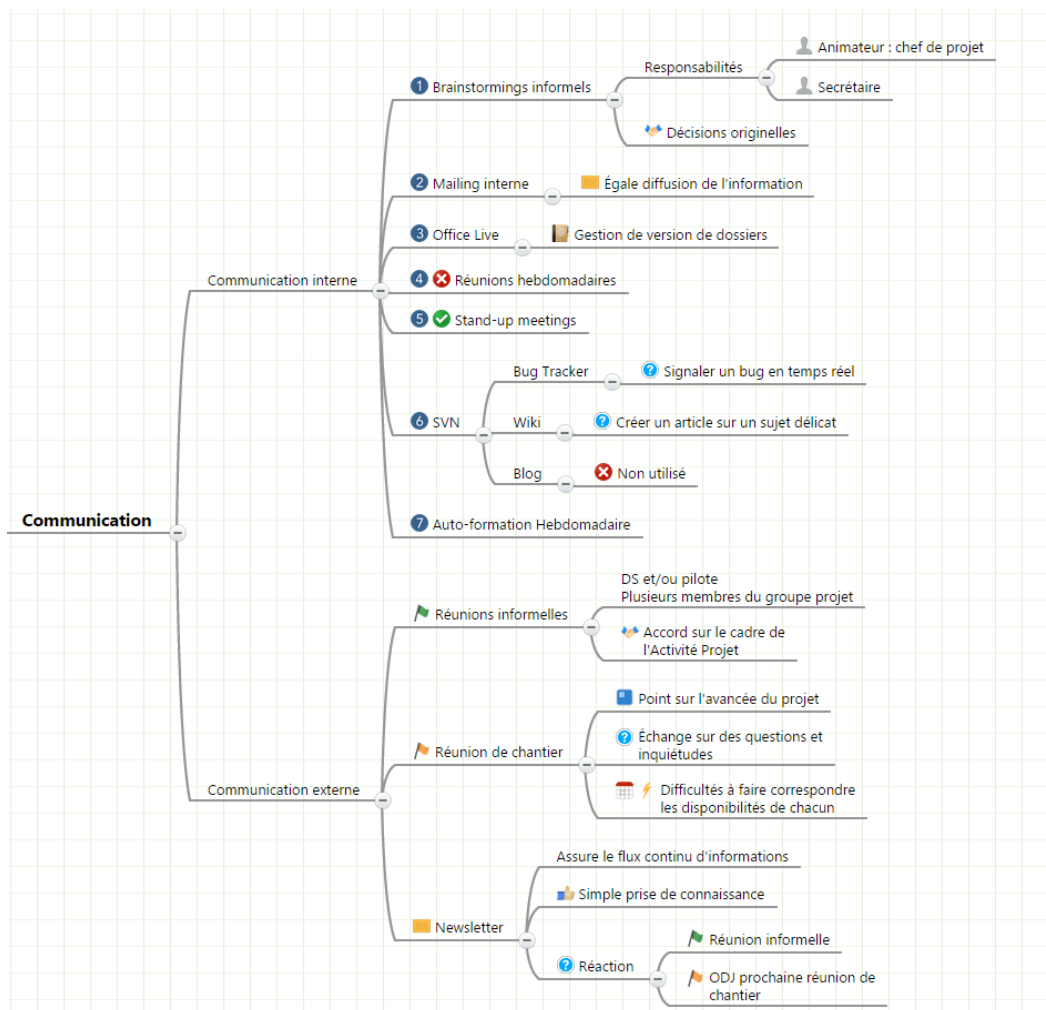 Communication
Communication interne
1 Brainstormings informels
Responsabilités
Animateur : chef de projet
Secrétaire
Décisions originelles
2 Mailing interne
Égale diffusion de l'information
3 Office Live
Gestion de version de dossiers
4 Réunions hebdomadaires
5 Stand-up meetings
6 SVN
Bug Tracker
? Signaler un bug en temps réel
Wiki
? Créer un article sur un sujet délicat
Blog
Non utilisé
7 Auto-formation Hebdomadaire
Communication externe
Réunions informelles
DS et/ou pilote
Plusieurs membres du groupe projet
Accord sur le cadre de
l'Activité Projet
Réunion de chantier
Point sur l'avancée du projet
? Échange sur des questions et
inquiétudes
Difficultés à faire correspondre
les disponibilités de chacun
Newsletter
Assure le flux continu d'informations
Simple prise de connaissance
? Réaction
Réunion informelle
ODJ prochaine réunion de
chantier